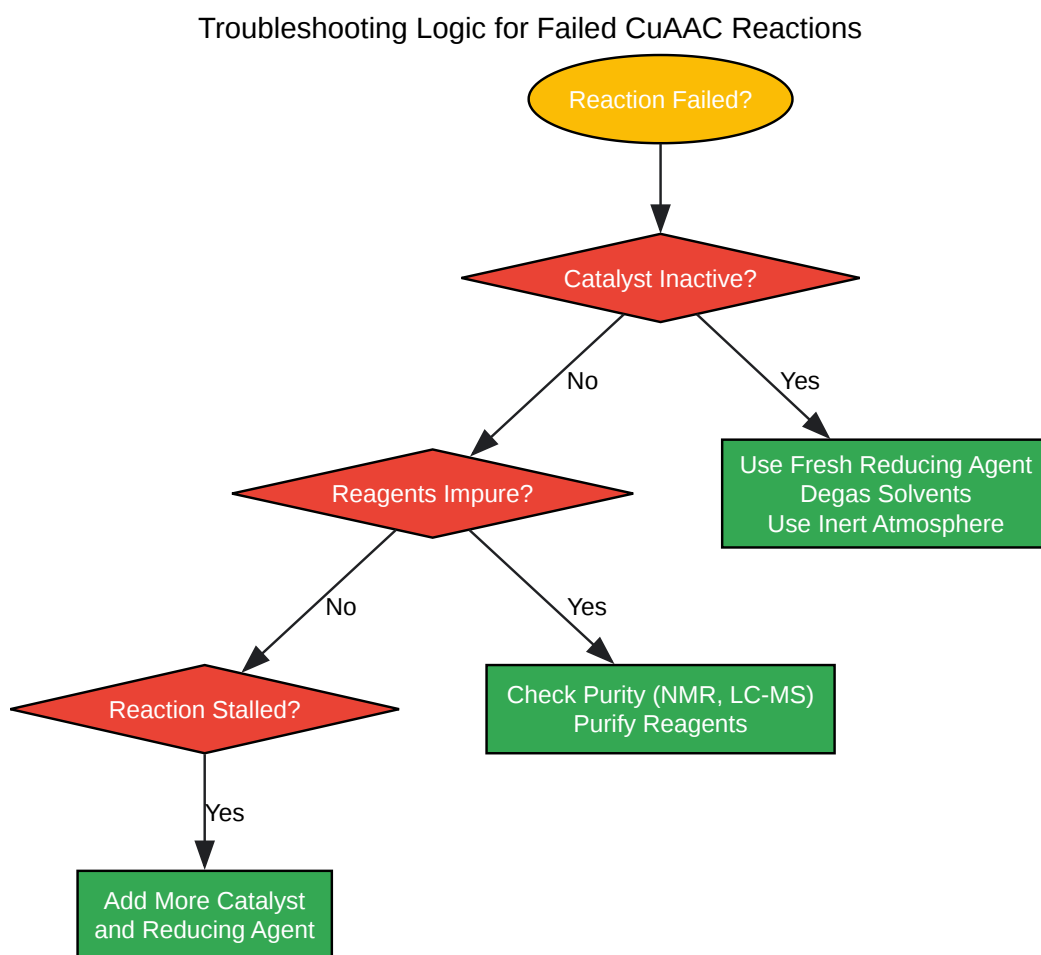 Troubleshooting Logic for Failed CuAAC Reactions
Reaction Failed?
Catalyst Inactive?
No
Yes
Use Fresh Reducing Agent
Degas Solvents
Use Inert Atmosphere
Reagents Impure?
No
Yes
Check Purity (NMR, LC-MS)
Purify Reagents
Reaction Stalled?
Yes
Add More Catalyst
and Reducing Agent